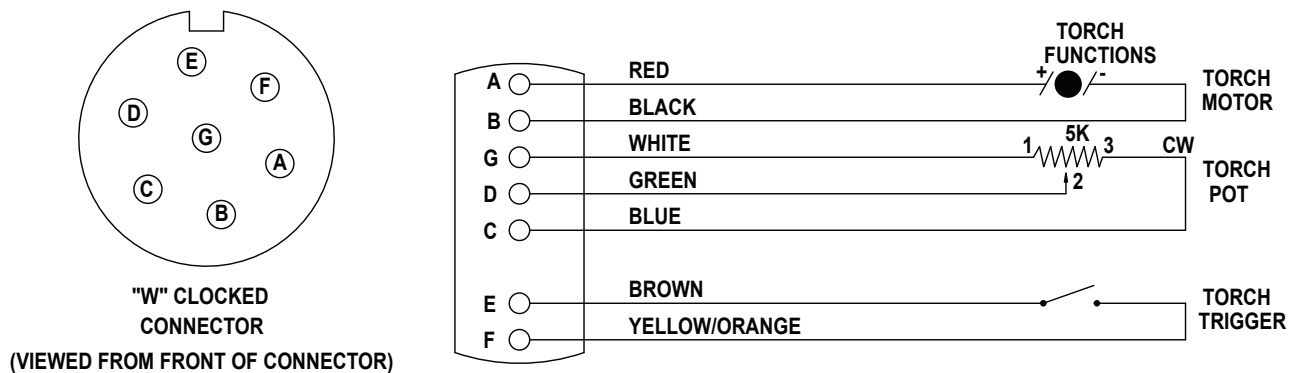 E
F
D
G
A
C
B
"W" CLOCKED
CONNECTOR
(VIEWED FROM FRONT OF CONNECTOR)
TORCH
FUNCTIONS
A RED + - TORCH
MOTOR
B BLACK
G WHITE 1 5K 3 CW
TORCH
POT
D GREEN 2
C BLUE
E BROWN TORCH
TRIGGER
F YELLOW/ORANGE